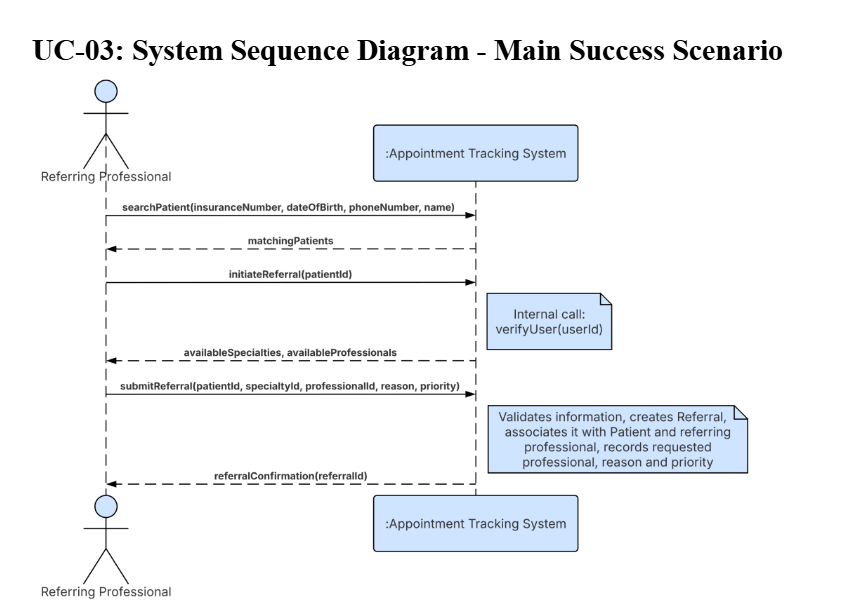 UC-03: System Sequence Diagram - Main Success Scenario
Referring Professional
:Appointment Tracking System
searchPatient(insuranceNumber, dateOfBirth, phoneNumber, name)
matchingPatients
initiateReferral(patientId)
Internal call:
verifyUser(userId)
availableSpecialties, availableProfessionals
submitReferral(patientId, specialtyId, professionalId, reason, priority)
Validates information, creates Referral,
associates it with Patient and referring
professional, records requested
professional, reason and priority
referralConfirmation(referralId)
:Appointment Tracking System
Referring Professional